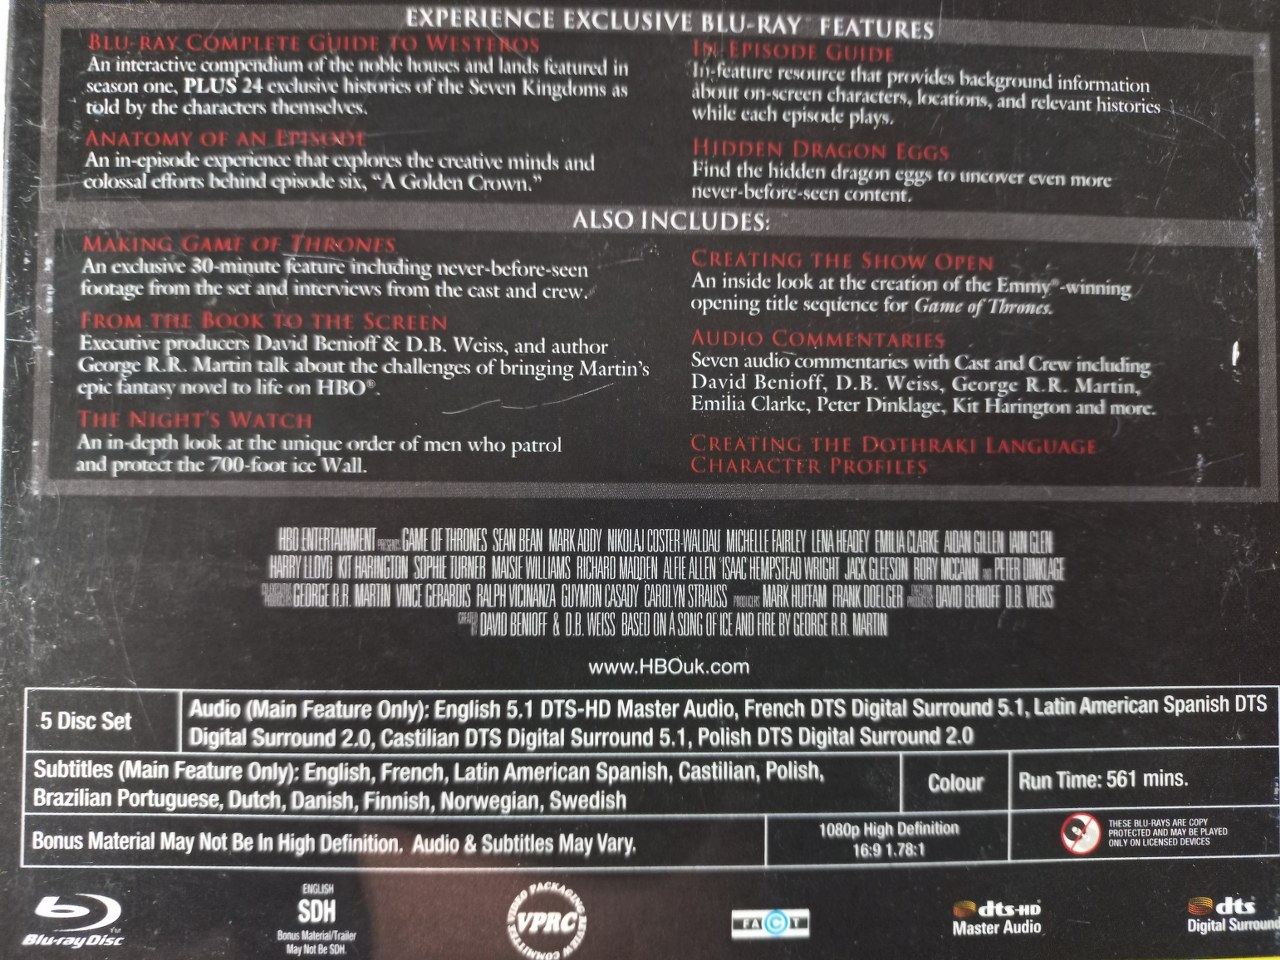 EXPERIENCE EXCLUSIVE BLU-RAY™ FEATURES
BLU-RAY COMPLETE GUIDE TO WESTEROS
An interactive compendium of the noble houses and lands featured in
season one, PLUS 24 exclusive histories of the Seven Kingdoms as
told by the characters themselves.
ANATOMY OF AN EPISODE
An in-episode experience that explores the creative minds and
colossal efforts behind episode six, “A Golden Crown.”
IN-EPISODE GUIDE
In-feature resource that provides background information
about on-screen characters, locations, and relevant histories
while each episode plays.
HIDDEN DRAGON EGGS
Find the hidden dragon eggs to uncover even more
never-before-seen content.
ALSO INCLUDES:
MAKING GAME OF THRONES
An exclusive 30-minute feature including never-before-seen
footage from the set and interviews from the cast and crew.
FROM THE BOOK TO THE SCREEN
Executive producers David Benioff & D.B. Weiss, and author
George R.R. Martin talk about the challenges of bringing Martin’s
epic fantasy novel to life on HBO®.
THE NIGHT’S WATCH
An in-depth look at the unique order of men who patrol
and protect the 700-foot ice Wall.
CREATING THE SHOW OPEN
An inside look at the creation of the Emmy®-winning
opening title sequence for Game of Thrones.
AUDIO COMMENTARIES
Seven audio commentaries with Cast and Crew including
David Benioff, D.B. Weiss, George R.R. Martin,
Emilia Clarke, Peter Dinklage, Kit Harington and more.
CREATING THE DOTHRAKI LANGUAGE
CHARACTER PROFILES
HBO ENTERTAINMENT PRESENTS GAME OF THRONES SEAN BEAN MARK ADDY NIKOLAJ COSTER-WALDAU MICHELLE FAIRLEY LENA HEADEY EMILIA CLARKE AIDAN GILLEN IAIN GLEN
HARRY LLOYD KIT HARINGTON SOPHIE TURNER MAISIE WILLIAMS RICHARD MADDEN ALFIE ALLEN ISAAC HEMPSTEAD WRIGHT JACK GLEESON RORY MCCANN AND PETER DINKLAGE
EXECUTIVE PRODUCERS GEORGE R.R. MARTIN VINCE GERARDIS RALPH VICINANZA GUYMON CASADY CAROLYN STRAUSS PRODUCERS MARK HUFFAM FRANK DOELGER EXECUTIVE PRODUCERS DAVID BENIOFF D.B. WEISS
CREATED BY DAVID BENIOFF & D.B. WEISS BASED ON A SONG OF ICE AND FIRE BY GEORGE R.R. MARTIN
www.HBOuk.com
5 Disc Set
Audio (Main Feature Only): English 5.1 DTS-HD Master Audio, French DTS Digital Surround 5.1, Latin American Spanish DTS
Digital Surround 2.0, Castilian DTS Digital Surround 5.1, Polish DTS Digital Surround 2.0
Subtitles (Main Feature Only): English, French, Latin American Spanish, Castilian, Polish,
Brazilian Portuguese, Dutch, Danish, Finnish, Norwegian, Swedish
Colour
Run Time: 561 mins.
Bonus Material May Not Be In High Definition. Audio & Subtitles May Vary.
1080p High Definition
16:9 1.78:1
THESE BLU-RAYS ARE COPY
PROTECTED AND MAY BE PLAYED
ONLY ON LICENSED DEVICES
Blu-ray Disc™
ENGLISH
SDH
Bonus Material/Trailer
May Not Be SDH.
VIDEO PACKAGING REVIEW COMMITTEE
VPRC
FACT
dts-HD
Master Audio
dts
Digital Surround